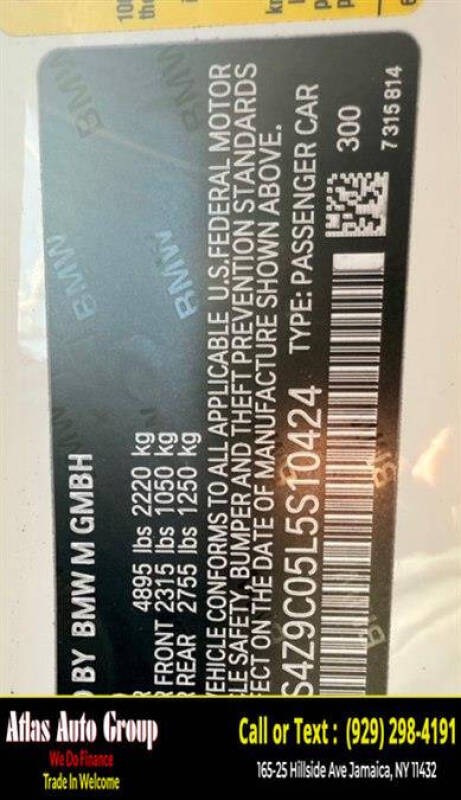 BMW
BMW
BMW
BMW
D BY BMW M GMBH
4895 lbs 2220 kg
R FRONT 2315 lbs 1050 kg
R REAR 2755 lbs 1250 kg
VEHICLE CONFORMS TO ALL APPLICABLE U.S.FEDERAL MOTOR
LE SAFETY, BUMPER AND THEFT PREVENTION STANDARDS
FECT ON THE DATE OF MANUFACTURE SHOWN ABOVE.
S4Z9C05L5S10424 TYPE: PASSENGER CAR
300
7315814
Atlas Auto Group
We Do Finance
Trade In Welcome
Call or Text : (929) 298-4191
165-25 Hillside Ave Jamaica, NY 11432